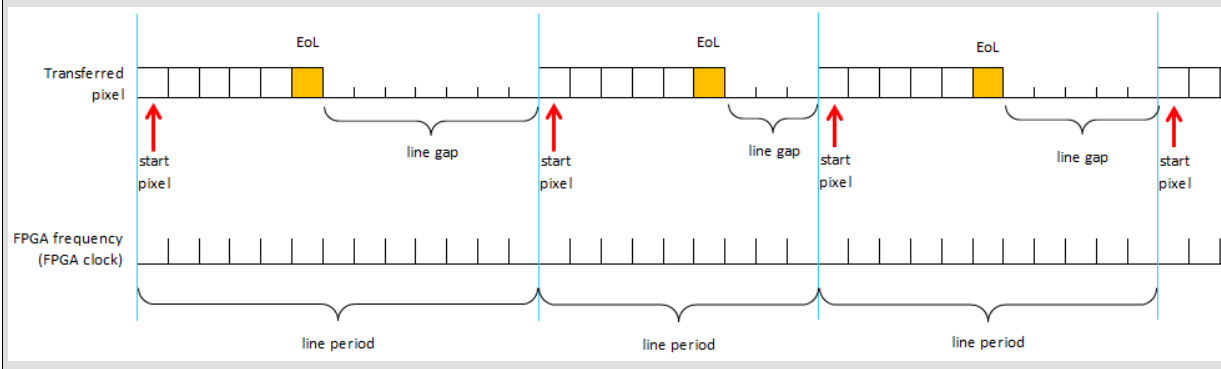 EoL
EoL
EoL
Transferred
pixel
line gap
line gap
line gap
start
pixel
start
pixel
start
pixel
start
pixel
FPGA frequency
(FPGA clock)
line period
line period
line period